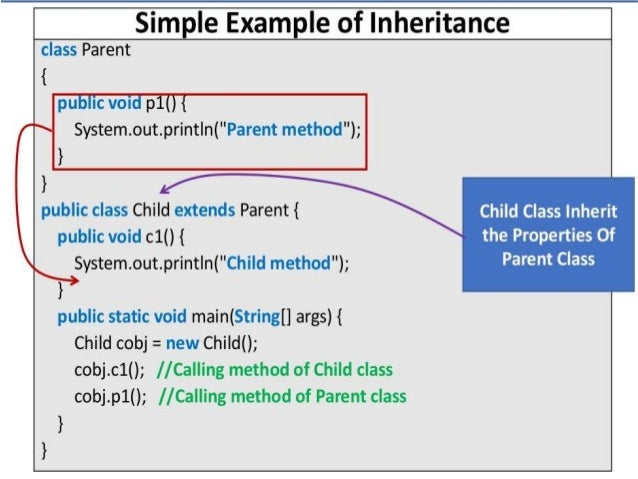 Simple Example of Inheritance
class Parent
{
public void p1() {
System.out.println("Parent method");
}
}
public class Child extends Parent {
public void c1() {
System.out.println("Child method");
}
public static void main(String[] args) {
Child cobj = new Child();
cobj.c1(); //Calling method of Child class
cobj.p1(); //Calling method of Parent class
}
}
Child Class Inherit
the Properties Of
Parent Class